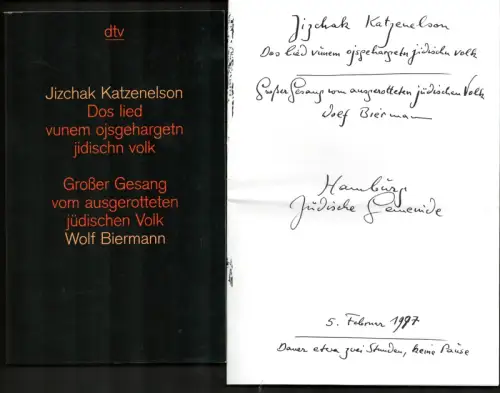 dtv
Jizchak Katzenelson
Dos lied
vunem ojsgehargetn
jidischn volk
Großer Gesang
vom ausgerotteten
jüdischen Volk
Wolf Biermann
Jizchak Katzenelson
Dos lied vunem ojsgehargetn jidischn volk
Großer Gesang vom ausgerotteten jüdischen Volk
Wolf Biermann
Hamburg
Jüdische Gemeinde
5. Februar 1997
Dauer etwa zwei Stunden, keine Pause